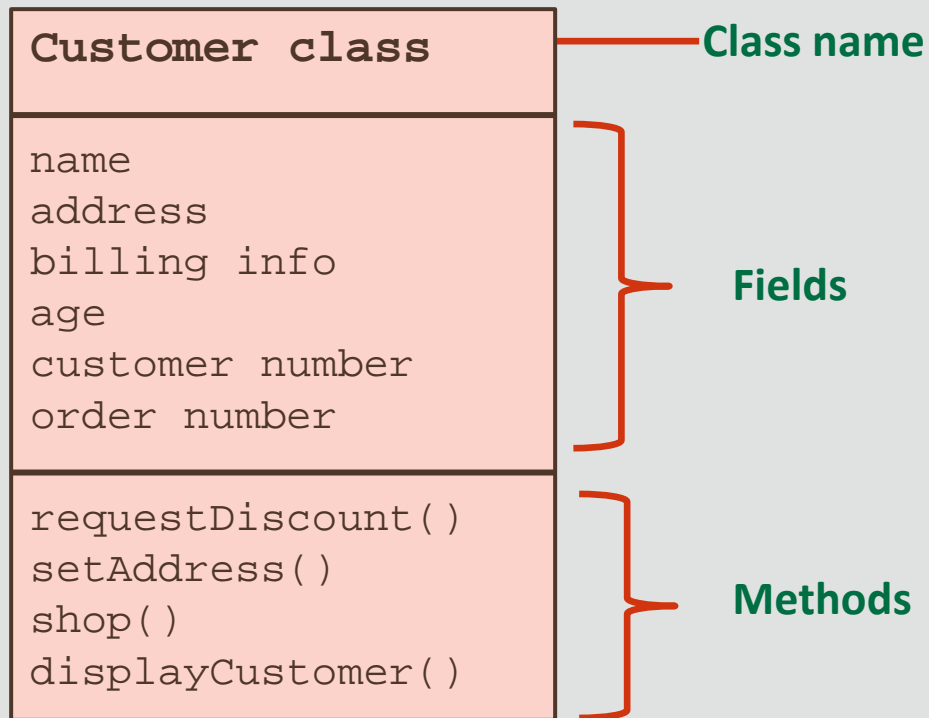 Customer class
Class name
name
address
billing info
age
customer number
order number
Fields
requestDiscount()
setAddress()
shop()
displayCustomer()
Methods